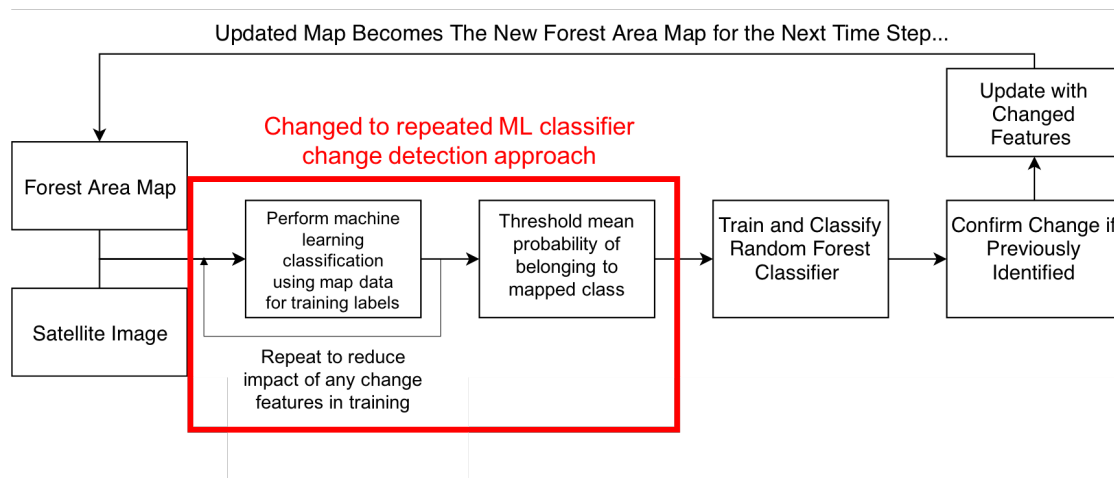 Updated Map Becomes The New Forest Area Map for the Next Time Step...
Changed to repeated ML classifier
change detection approach
Forest Area Map
Satellite Image
Perform machine
learning
classification
using map data
for training labels
Repeat to reduce
impact of any change
features in training
Threshold mean
probability of
belonging to
mapped class
Train and Classify
Random Forest
Classifier
Confirm Change if
Previously
Identified
Update with
Changed
Features